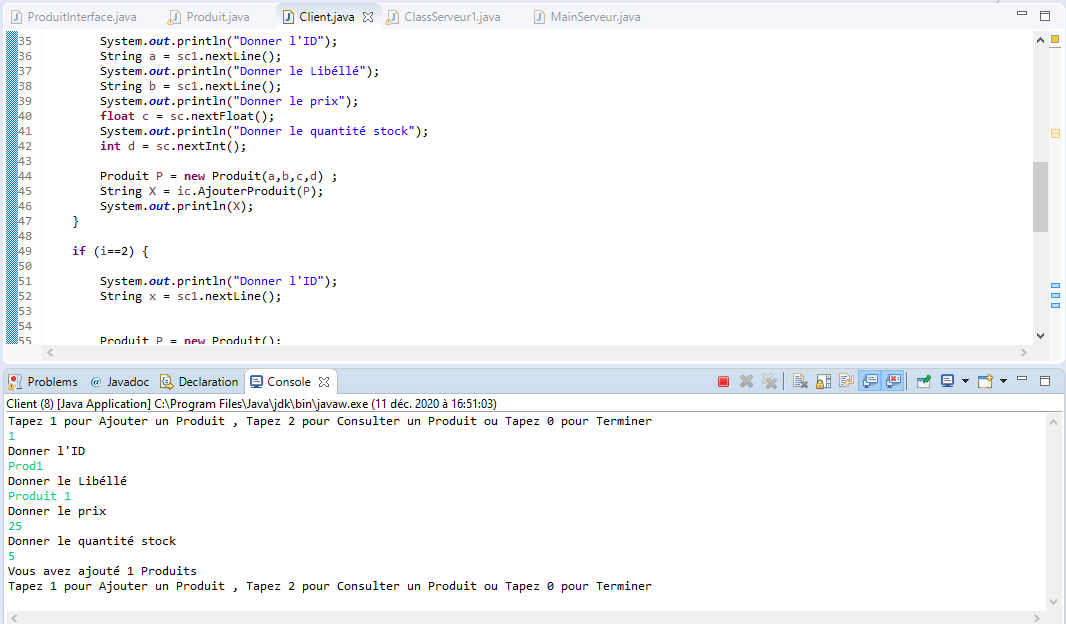 ProduitInterface.java Produit.java Client.java ClassServeur1.java MainServeur.java
35 System.out.println("Donner l'ID");
36 String a = sc1.nextLine();
37 System.out.println("Donner le Libéllé");
38 String b = sc1.nextLine();
39 System.out.println("Donner le prix");
40 float c = sc.nextFloat();
41 System.out.println("Donner le quantité stock");
42 int d = sc.nextInt();
43
44 Produit P = new Produit(a,b,c,d) ;
45 String X = ic.AjouterProduit(P);
46 System.out.println(X);
47 }
48
49 if (i==2) {
50
51 System.out.println("Donner l'ID");
52 String x = sc1.nextLine();
53
54
55 Produit P = new Produit();
Problems @ Javadoc Declaration Console
Client (8) [Java Application] C:\Program Files\Java\jdk\bin\javaw.exe (11 déc. 2020 à 16:51:03)
Tapez 1 pour Ajouter un Produit , Tapez 2 pour Consulter un Produit ou Tapez 0 pour Terminer
1
Donner l'ID
Prod1
Donner le Libéllé
Produit 1
Donner le prix
25
Donner le quantité stock
5
Vous avez ajouté 1 Produits
Tapez 1 pour Ajouter un Produit , Tapez 2 pour Consulter un Produit ou Tapez 0 pour Terminer